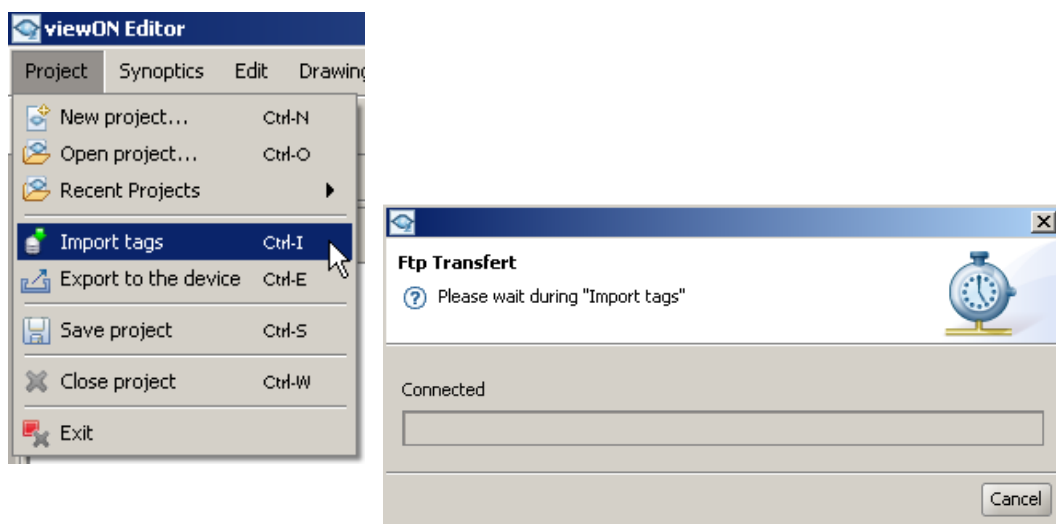 viewON Editor
Project Synoptics Edit Drawing
New project... Ctrl-N
Open project... Ctrl-O
Recent Projects
Import tags Ctrl-I
Export to the device Ctrl-E
Save project Ctrl-S
Close project Ctrl-W
Exit
Ftp Transfert
Please wait during "Import tags"
Connected
Cancel